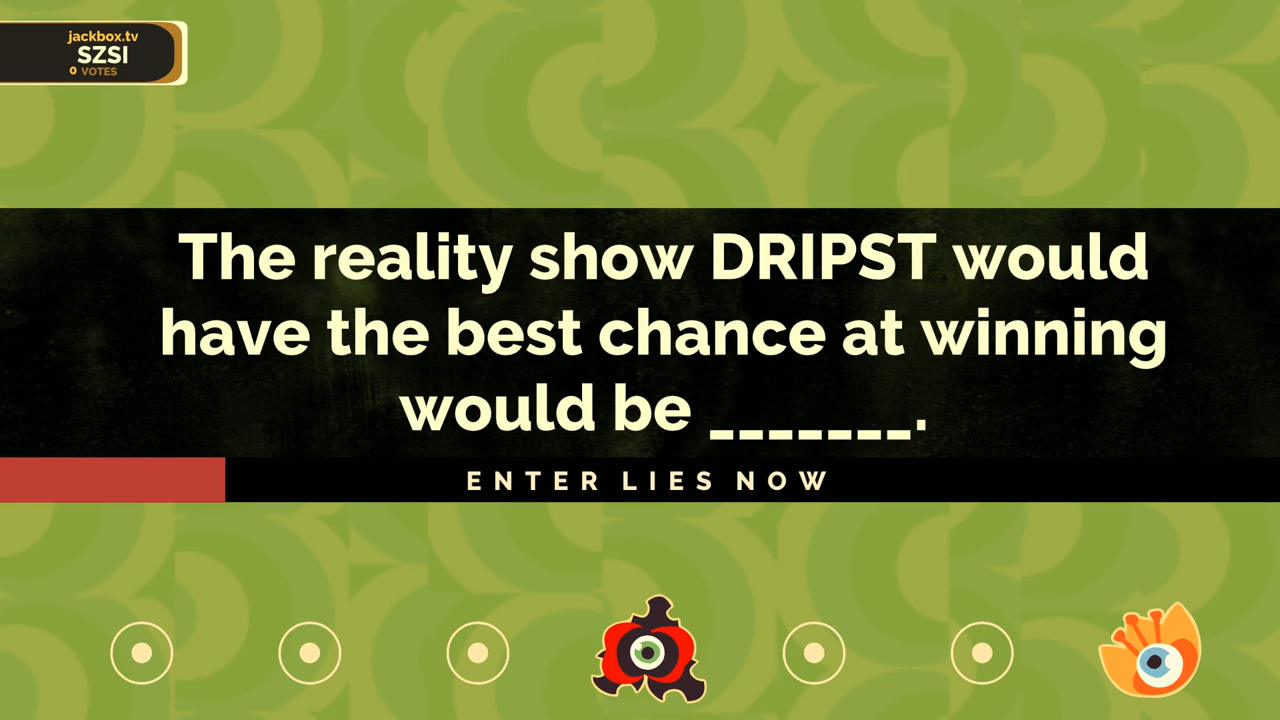 jackbox.tv
SZSI
0 VOTES
The reality show DRIPST would
have the best chance at winning
would be _______.
ENTER LIES NOW